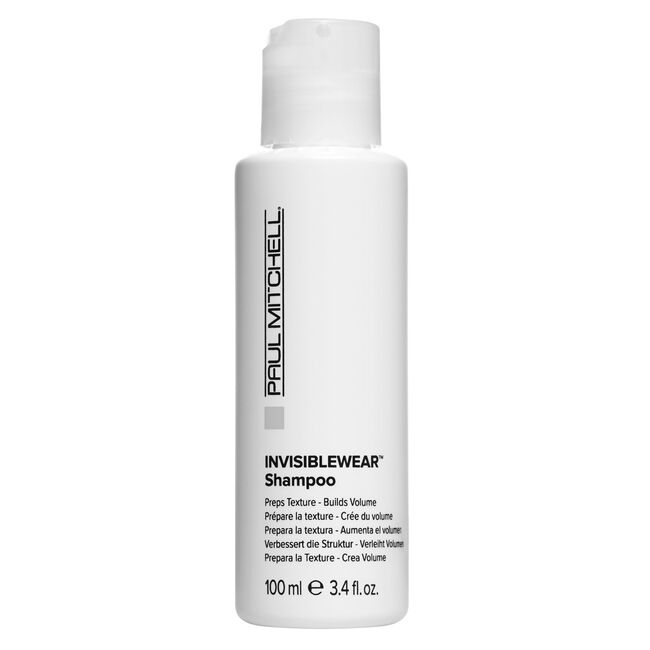 PAUL MITCHELL®
INVISIBLEWEAR™
Shampoo
Preps Texture - Builds Volume
Prépare la texture - Crée du volume
Prepara la textura - Aumenta el volumen
Verbessert die Struktur - Verleiht Volumen
Prepara la Texture - Crea Volume
100 ml ℮ 3.4 fl. oz.